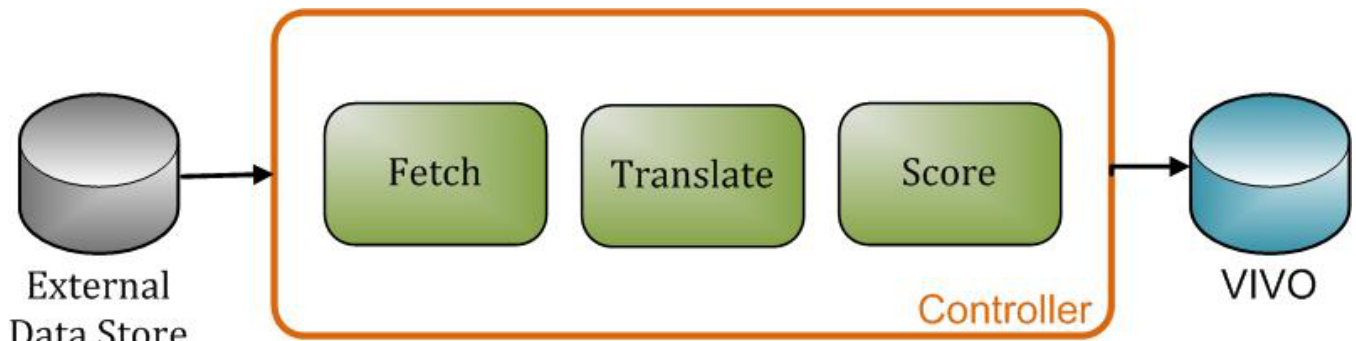 Fetch
Translate
Score
External
Data Store
Controller
VIVO